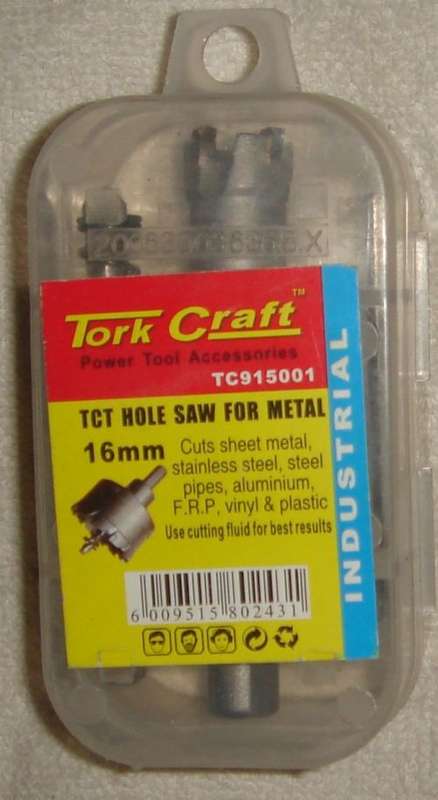 Tork Craft
TM
Power Tool Accessories
TC915001
TCT HOLE SAW FOR METAL
16mm
Cuts sheet metal,
stainless steel, steel
pipes, aluminium,
F.R.P, vinyl & plastic
Use cutting fluid for best results
INDUSTRIAL
6 009515 802431